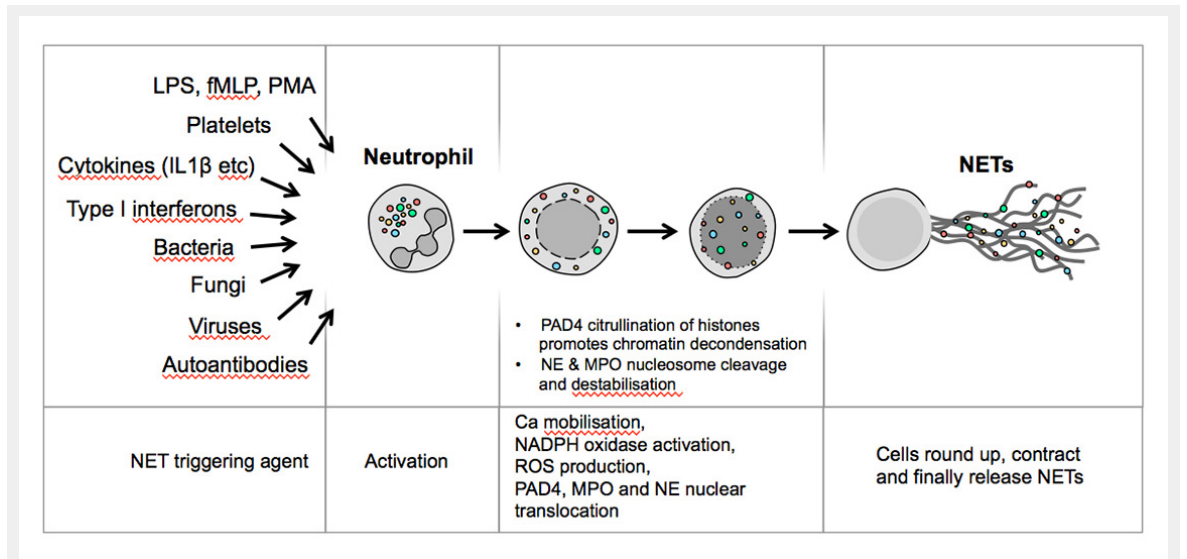 LPS, fMLP, PMA
Platelets
Cytokines (IL1β etc)
Type I interferons
Bacteria
Fungi
Viruses
Autoantibodies
Neutrophil
NETs
• PAD4 citrullination of histones
promotes chromatin decondensation
• NE & MPO nucleosome cleavage
and destabilisation
NET triggering agent
Activation
Ca mobilisation,
NADPH oxidase activation,
ROS production,
PAD4, MPO and NE nuclear
translocation
Cells round up, contract
and finally release NETs